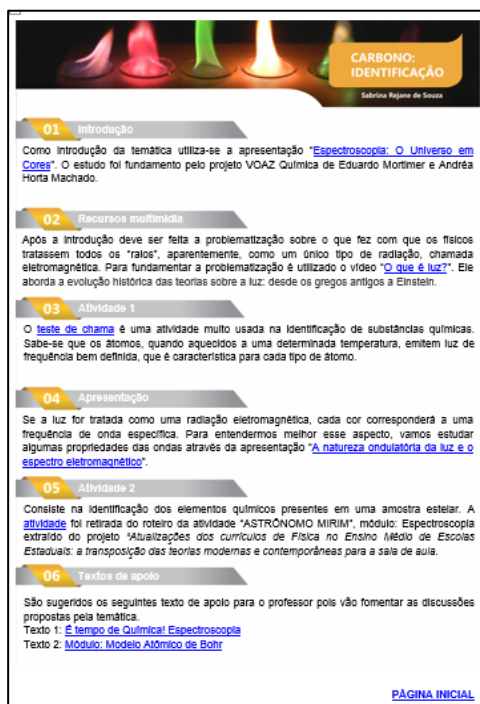 CARBONO:
IDENTIFICAÇÃO
Sabrina Rejane de Souza
01 Introdução
Como introdução da temática utiliza-se a apresentação “Espectroscopia: O Universo em
Cores”. O estudo foi fundamento pelo projeto VOAZ Química de Eduardo Mortimer e Andréa
Horta Machado.
02 Recursos multimídia
Após a introdução deve ser feita a problematização sobre o que fez com que os físicos
tratassem todos os “raios”, aparentemente, como um único tipo de radiação, chamada
eletromagnética. Para fundamentar a problematização é utilizado o vídeo “O que é luz?”. Ele
aborda a evolução histórica das teorias sobre a luz: desde os gregos antigos a Einstein.
03 Atividade 1
O teste de chama é uma atividade muito usada na identificação de substâncias químicas.
Sabe-se que os átomos, quando aquecidos a uma determinada temperatura, emitem luz de
frequência bem definida, que é característica para cada tipo de átomo.
04 Apresentação
Se a luz for tratada como uma radiação eletromagnética, cada cor corresponderá a uma
frequência de onda específica. Para entendermos melhor esse aspecto, vamos estudar
algumas propriedades das ondas através da apresentação “A natureza ondulatória da luz e o
espectro eletromagnético”.
05 Atividade 2
Consiste na identificação dos elementos químicos presentes em uma amostra estelar. A
atividade foi retirada do roteiro da atividade “ASTRÔNOMO MIRIM”, módulo: Espectroscopia
extraído do projeto “Atualizações dos currículos de Física no Ensino Médio de Escolas
Estaduais: a transposição das teorias modernas e contemporâneas para a sala de aula.
06 Textos de apoio
São sugeridos os seguintes texto de apoio para o professor pois vão fomentar as discussões
propostas pela temática.
Texto 1: É tempo de Química! Espectroscopia
Texto 2: Módulo: Modelo Atômico de Bohr
PÁGINA INICIAL